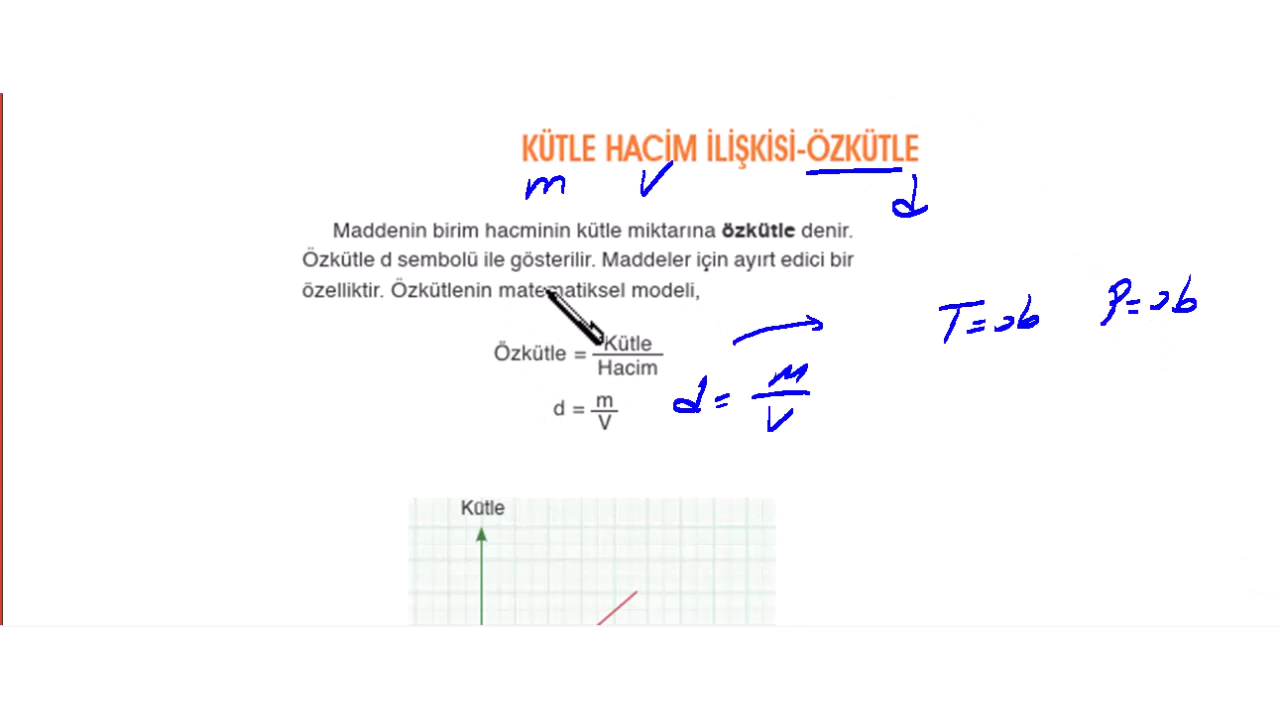 KÜTLE HACİM İLİŞKİSİ-ÖZKÜTLE
m V d
Maddenin birim hacminin kütle miktarına özkütle denir.
Özkütle d sembolü ile gösterilir. Maddeler için ayırt edici bir
özelliktir. Özkütlenin matematiksel modeli,
T=sb P=sb
Özkütle = Kütle / Hacim
d = m / V d = m / V
Kütle